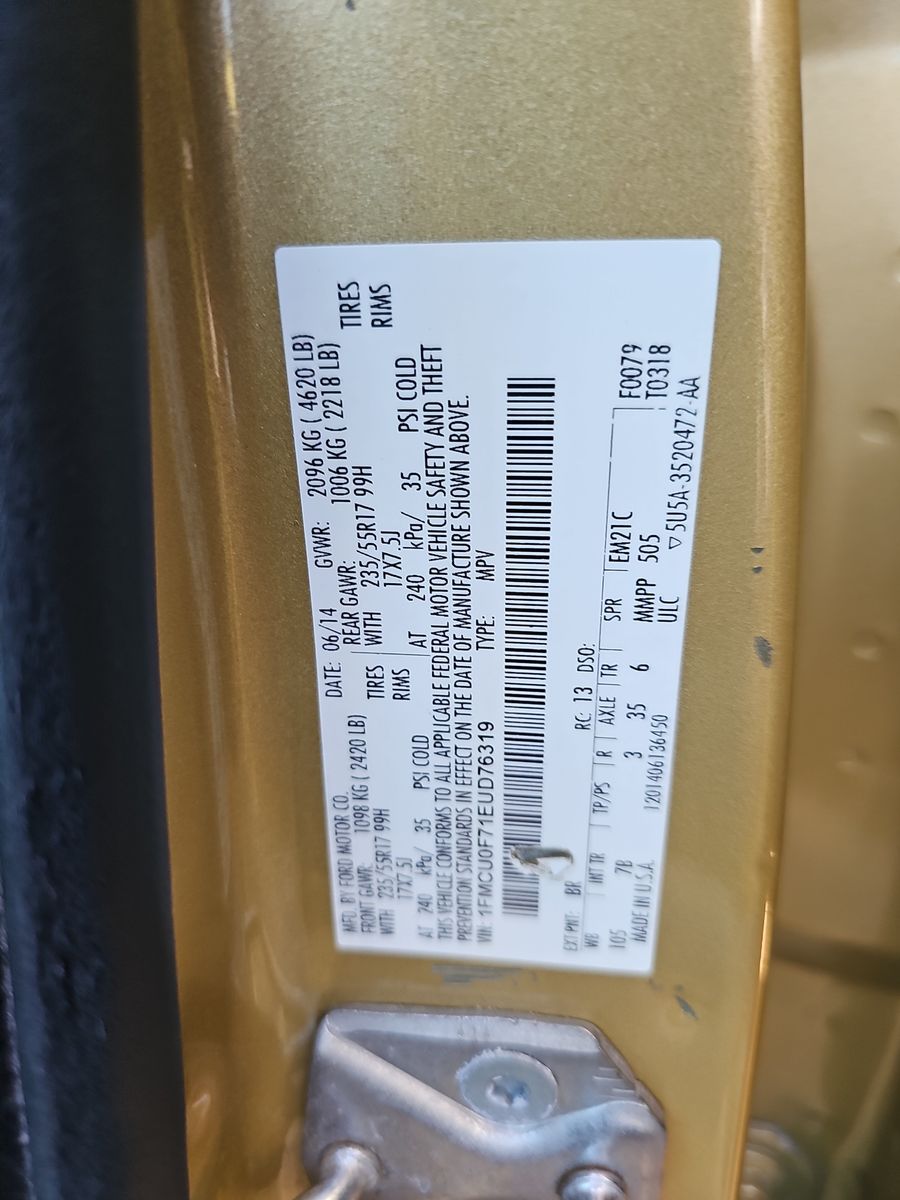 MFD. BY FORD MOTOR CO.
DATE: 06/14 GVWR: 2096 KG ( 4620 LB)
FRONT GAWR: 1098 KG ( 2420 LB) REAR GAWR: 1006 KG ( 2218 LB)
WITH 235/55R17 99H TIRES WITH 235/55R17 99H TIRES
17X7.5J RIMS 17X7.5J RIMS
AT 240 kPa/ 35 PSI COLD AT 240 kPa/ 35 PSI COLD
THIS VEHICLE CONFORMS TO ALL APPLICABLE FEDERAL MOTOR VEHICLE SAFETY AND THEFT
PREVENTION STANDARDS IN EFFECT ON THE DATE OF MANUFACTURE SHOWN ABOVE.
VIN: 1FMCU0F71EUD76319 TYPE: MPV
EXT PNT: BR RC: 13 DSO:
WB INT TR TP/PS R AXLE TR SPR EM21C F0079
105 7B 3 35 6 MMPP 505 T0318
MADE IN U.S.A. ULC
1201406136450 ▽5U5A-3520472-AA